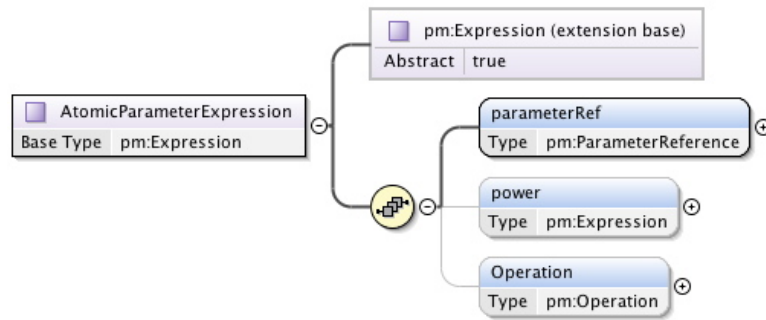 pm:Expression (extension base)
Abstract true
AtomicParameterExpression
Base Type pm:Expression
parameterRef
Type pm:ParameterReference
power
Type pm:Expression
Operation
Type pm:Operation